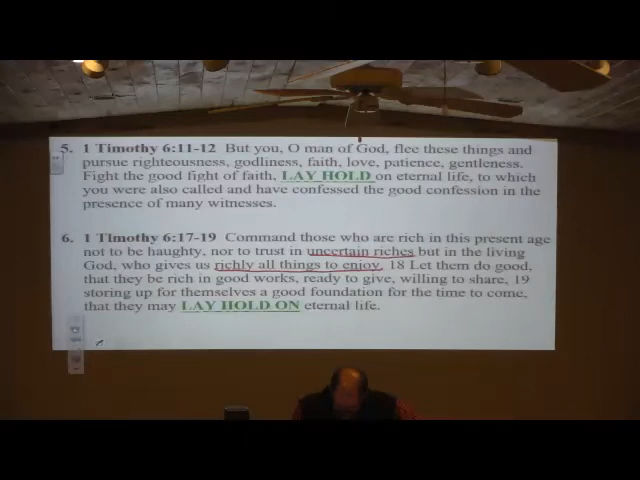 5. 1 Timothy 6:11-12 But you, O man of God, flee these things and
pursue righteousness, godliness, faith, love, patience, gentleness.
Fight the good fight of faith, LAY HOLD on eternal life, to which
you were also called and have confessed the good confession in the
presence of many witnesses.
6. 1 TImothy 6:17-19 Command those who are rich in this present age
not to be haughty, nor to trust in uncertain riches but in the living
God, who gives us richly all things to enjoy. 18 Let them do good,
that they be rich in good works, ready to give, willing to share, 19
storing up for themselves a good foundation for the time to come,
that they may LAY HOLD ON eternal life.